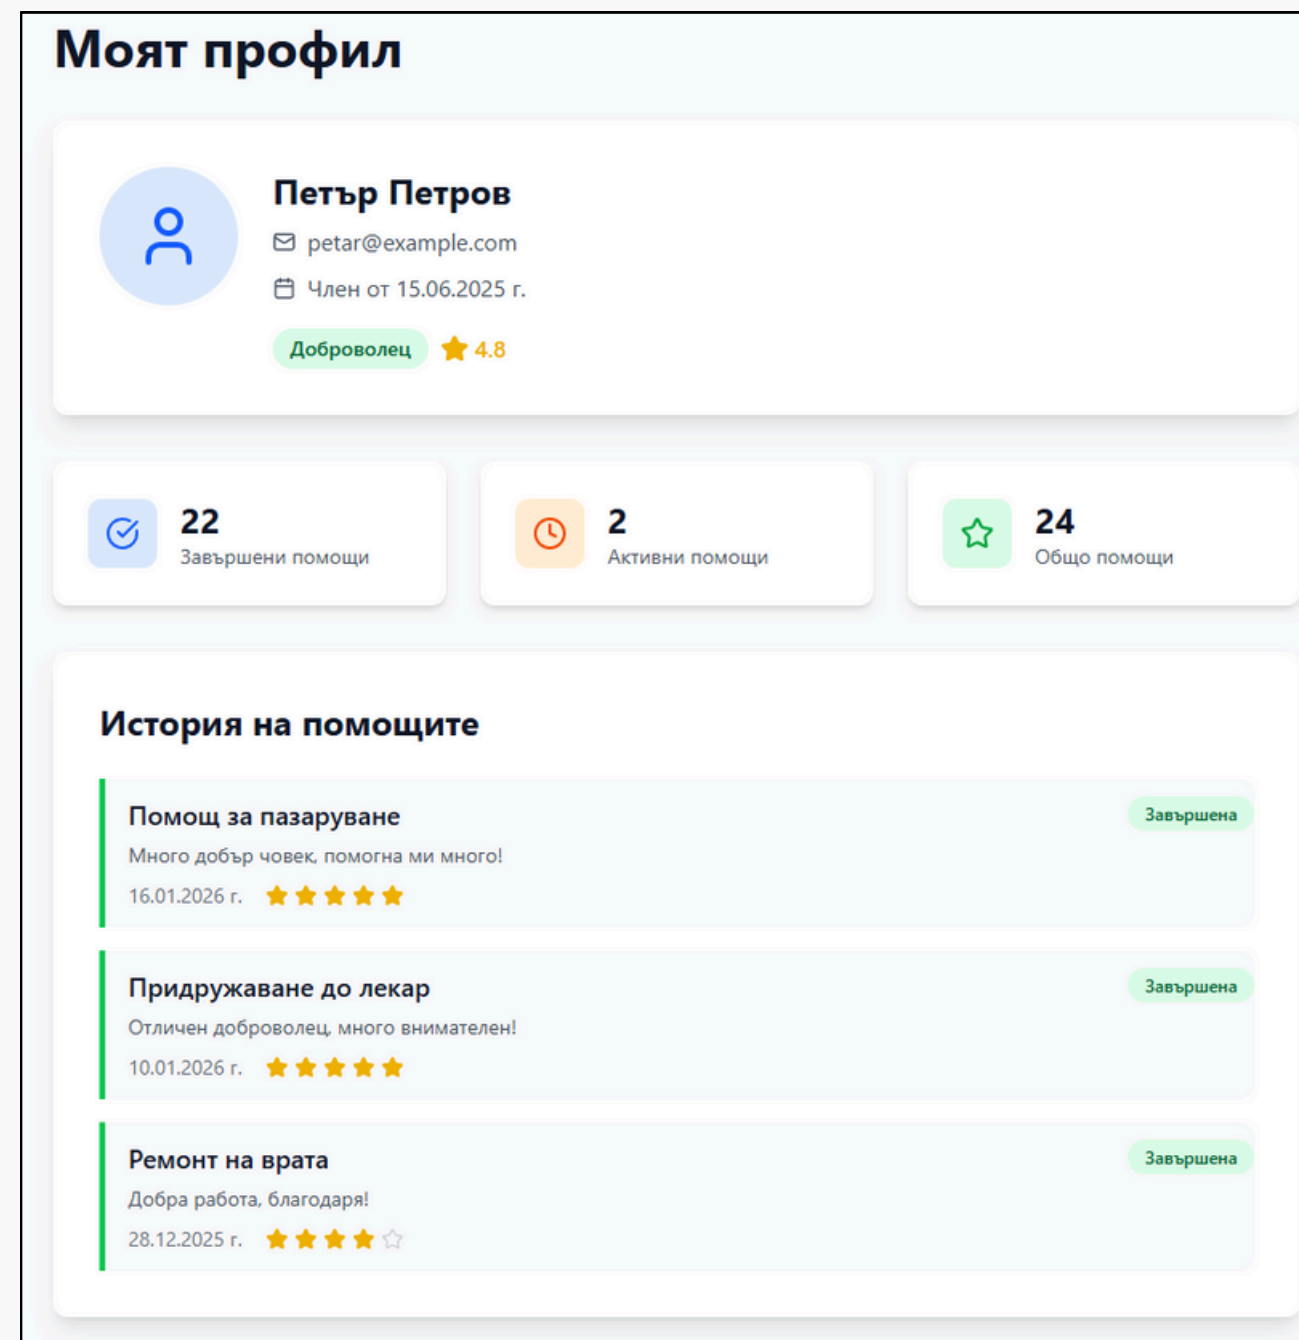 Моят профил
Петър Петров
petar@example.com
Член от 15.06.2025 г.
Доброволец 4.8
22
Завършени помощи
2
Активни помощи
24
Общо помощи
История на помощите
Помощ за пазаруване
Завършена
Много добър човек, помогна ми много!
16.01.2026 г.
Придружаване до лекар
Завършена
Отличен доброволец, много внимателен!
10.01.2026 г.
Ремонт на врата
Завършена
Добра работа, благодаря!
28.12.2025 г.